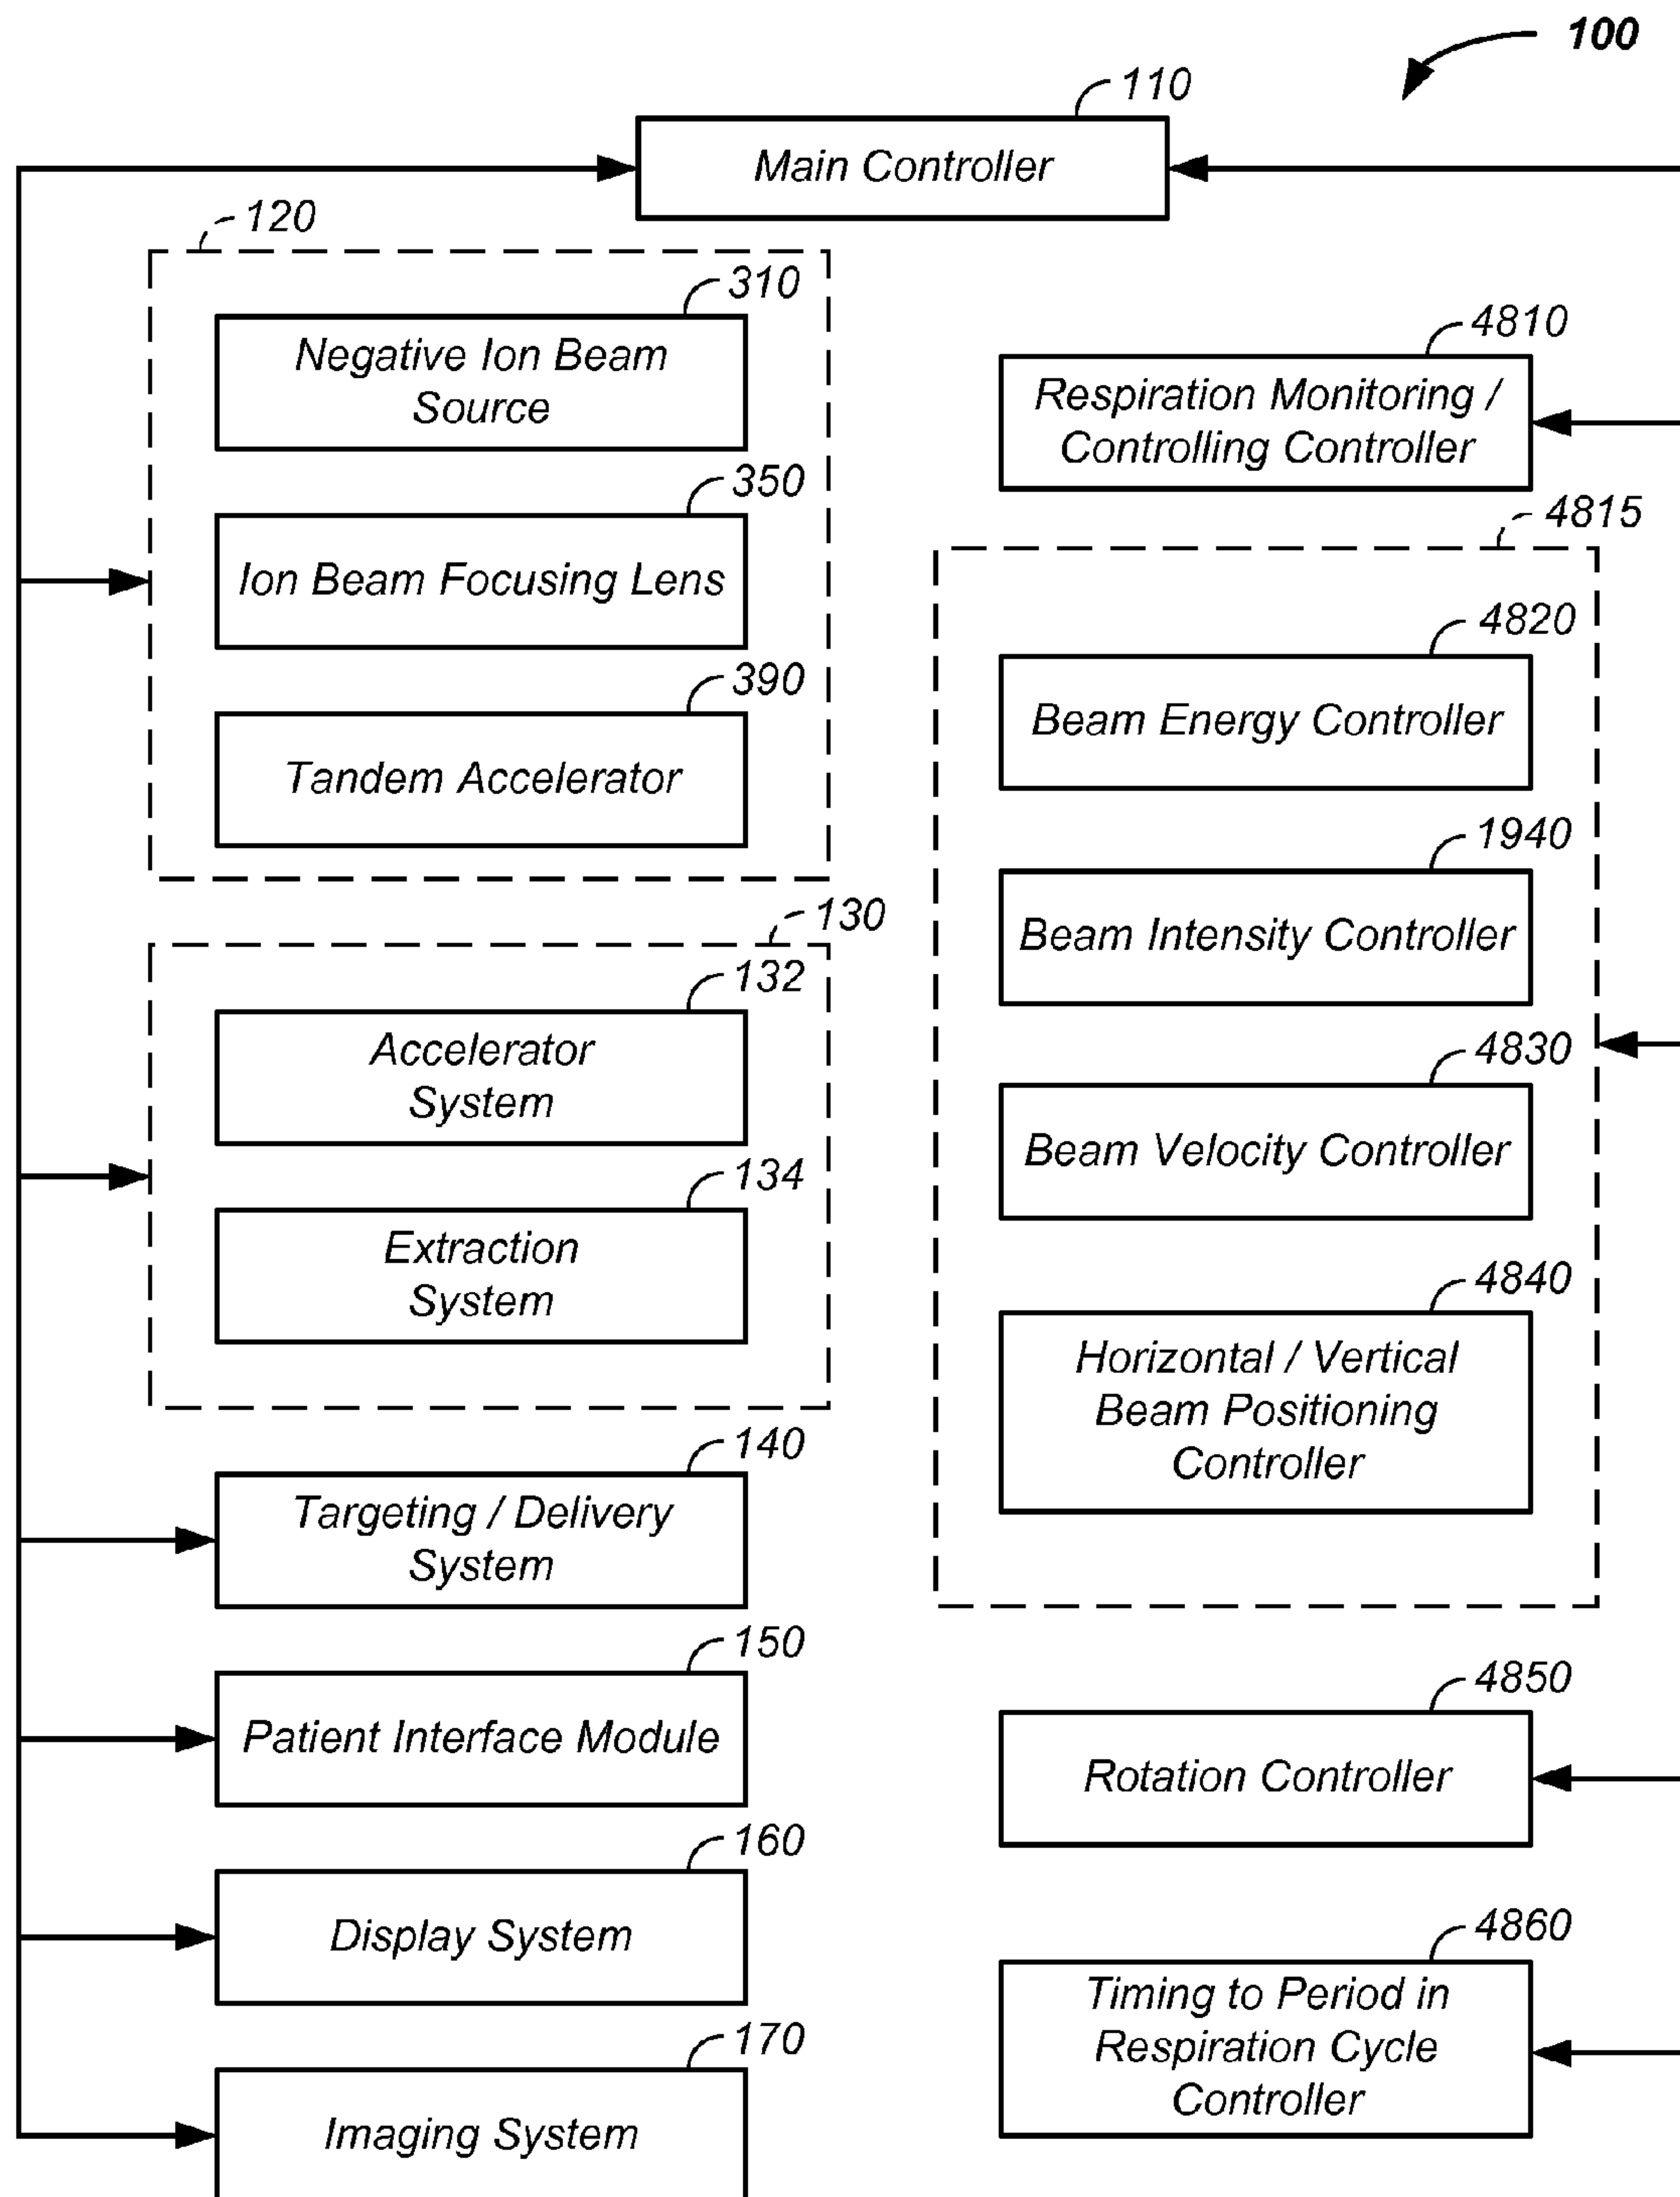 100
110
Main Controller
120
310
Negative Ion Beam
Source
350
Ion Beam Focusing Lens
390
Tandem Accelerator
130
132
Accelerator
System
134
Extraction
System
140
Targeting / Delivery
System
150
Patient Interface Module
160
Display System
170
Imaging System
4810
Respiration Monitoring /
Controlling Controller
4815
4820
Beam Energy Controller
1940
Beam Intensity Controller
4830
Beam Velocity Controller
4840
Horizontal / Vertical
Beam Positioning
Controller
4850
Rotation Controller
4860
Timing to Period in
Respiration Cycle
Controller